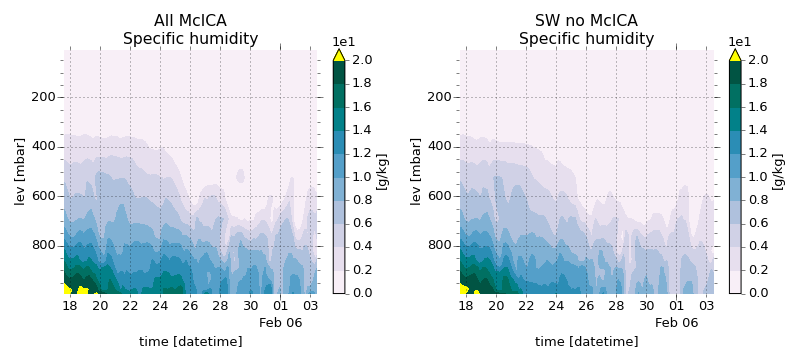 All McICA
Specific humidity
1e1
200
400
600
800
lev [mbar]
18 20 22 24 26 28 30 01 03
Feb 06
time [datetime]
2.0
1.8
1.6
1.4
1.2
1.0
0.8
0.6
0.4
0.2
0.0
[g/kg]
SW no McICA
Specific humidity
1e1
200
400
600
800
lev [mbar]
18 20 22 24 26 28 30 01 03
Feb 06
time [datetime]
2.0
1.8
1.6
1.4
1.2
1.0
0.8
0.6
0.4
0.2
0.0
[g/kg]